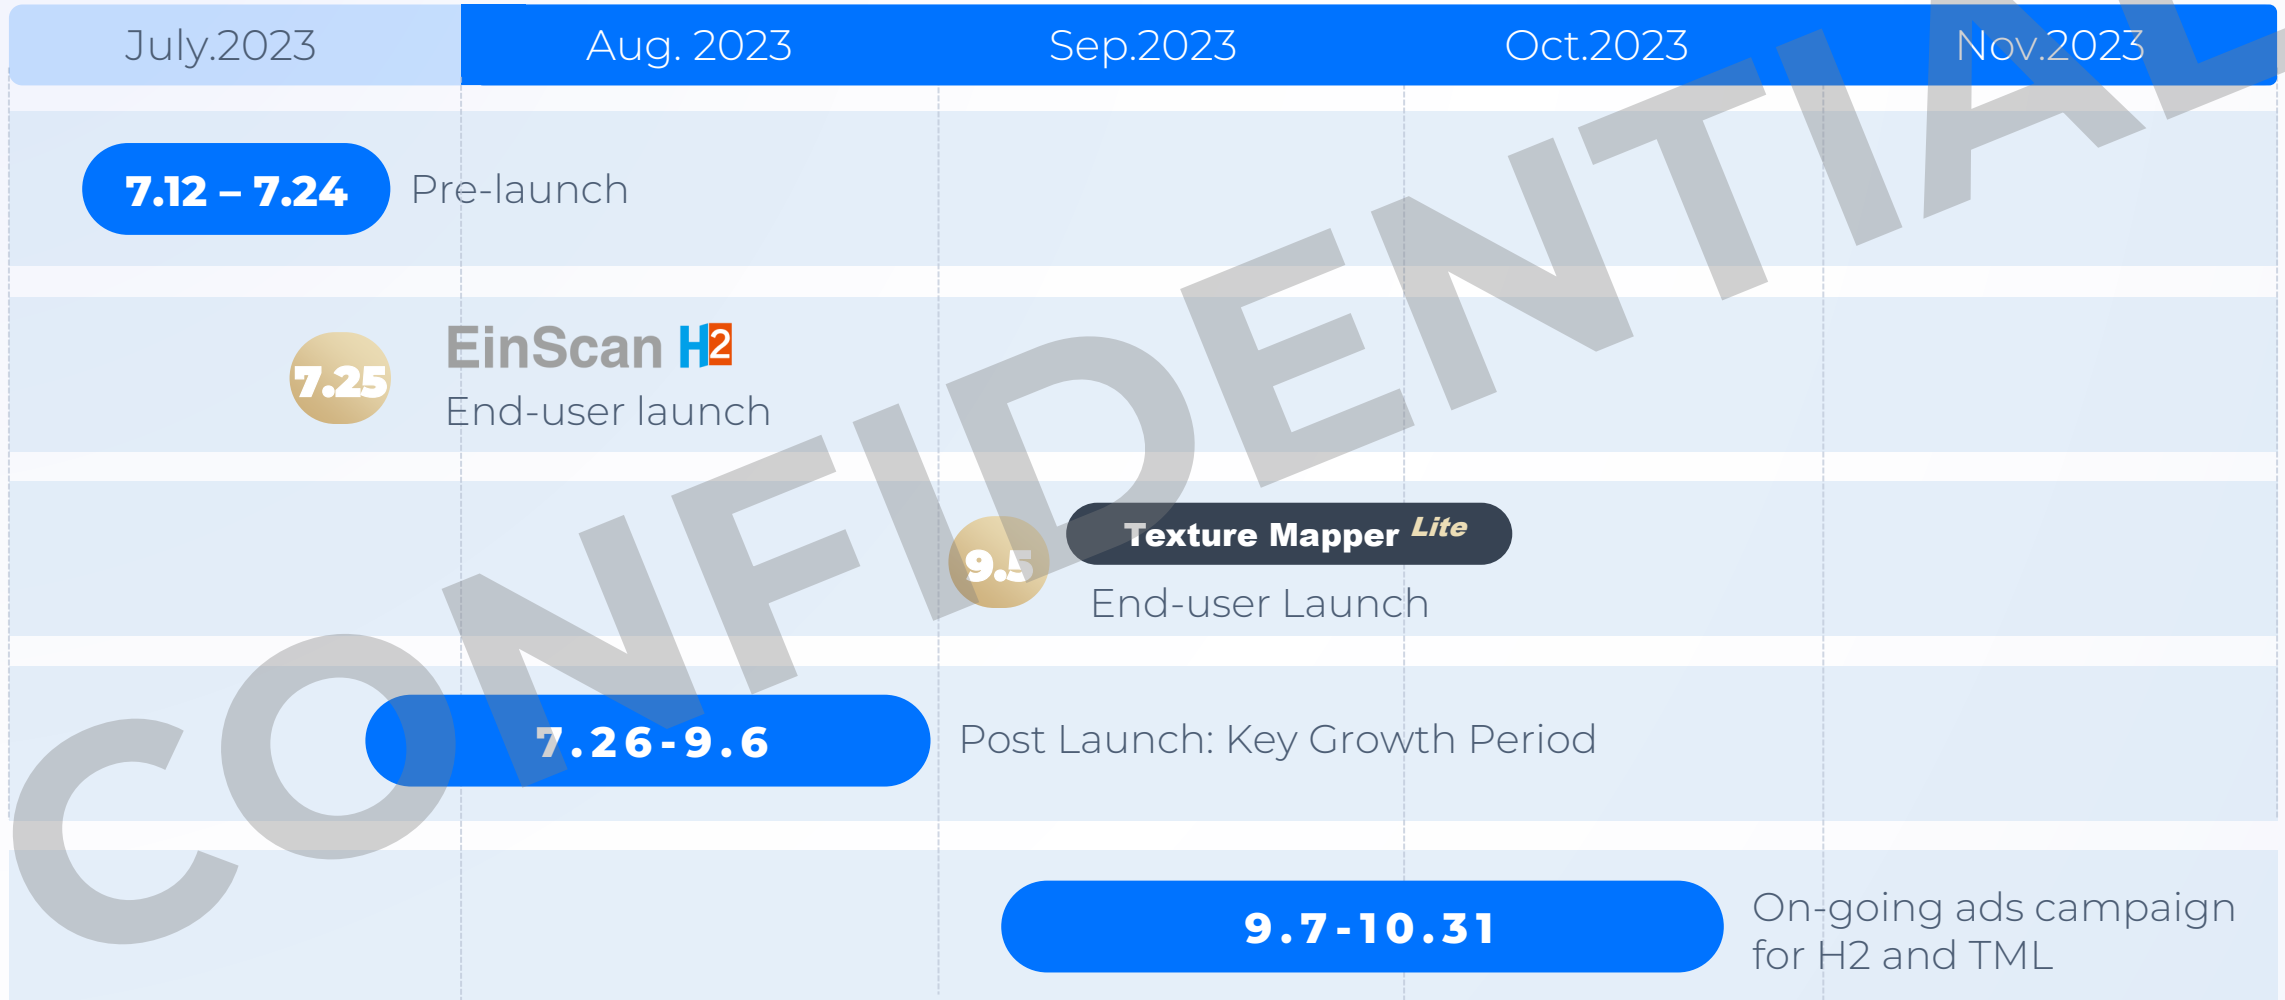 July.2023 Aug. 2023 Sep.2023 Oct.2023 Nov.2023
7.12 – 7.24 Pre-launch
EinScan H2
7.25
End-user launch
Texture Mapper Lite
9.5
End-user Launch
7.26-9.6 Post Launch: Key Growth Period
9.7-10.31
On-going ads campaign
for H2 and TML
CONFIDENTIAL